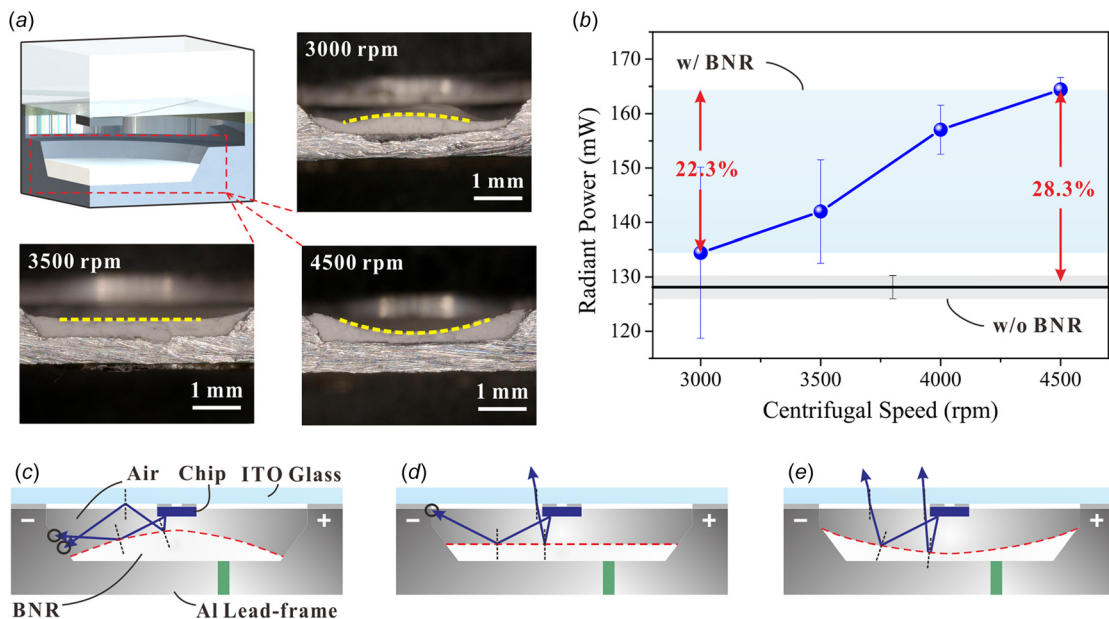 (a)
3000 rpm
1 mm
3500 rpm
1 mm
4500 rpm
1 mm
(b)
Radiant Power (mW)
170
160
150
140
130
120
w/ BNR
22.3%
28.3%
w/o BNR
3000 3500 4000 4500
Centrifugal Speed (rpm)
(c)
Air Chip ITO Glass
− +
BNR Al Lead-frame
(d)
− +
(e)
− +